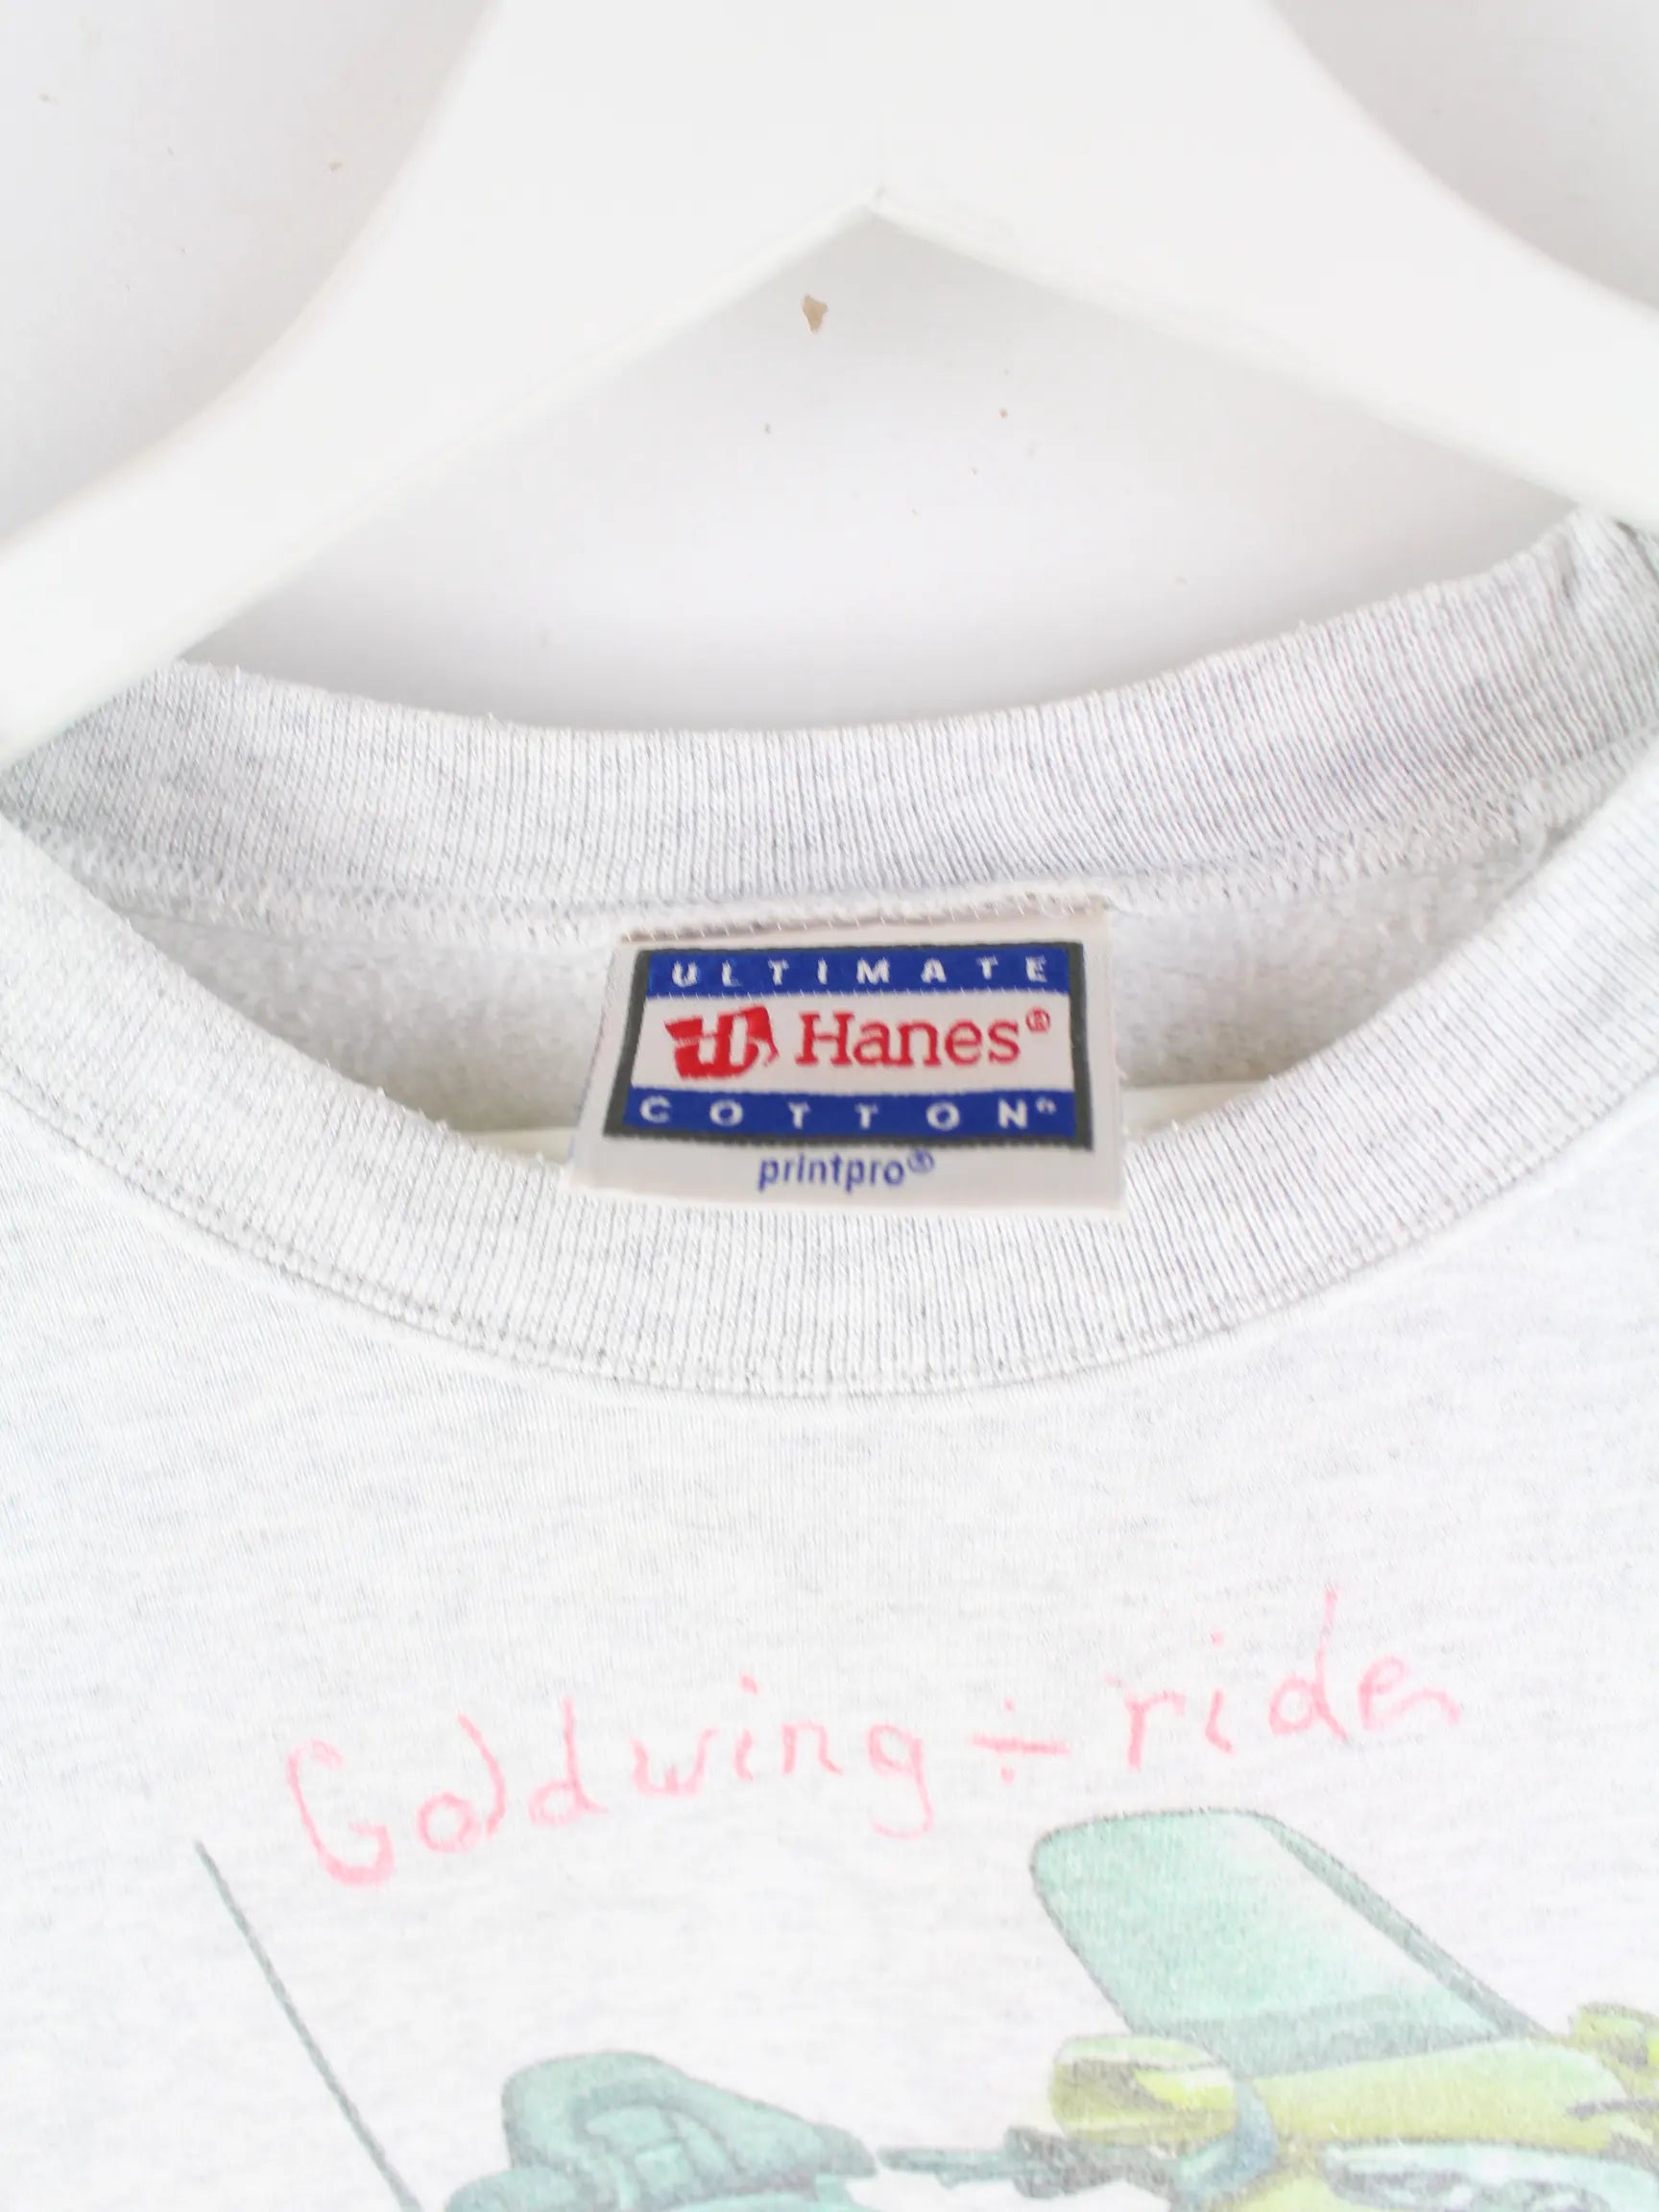 ULTIMATE
Hanes®
COTTON®
printpro®
Goldwing ÷ rider